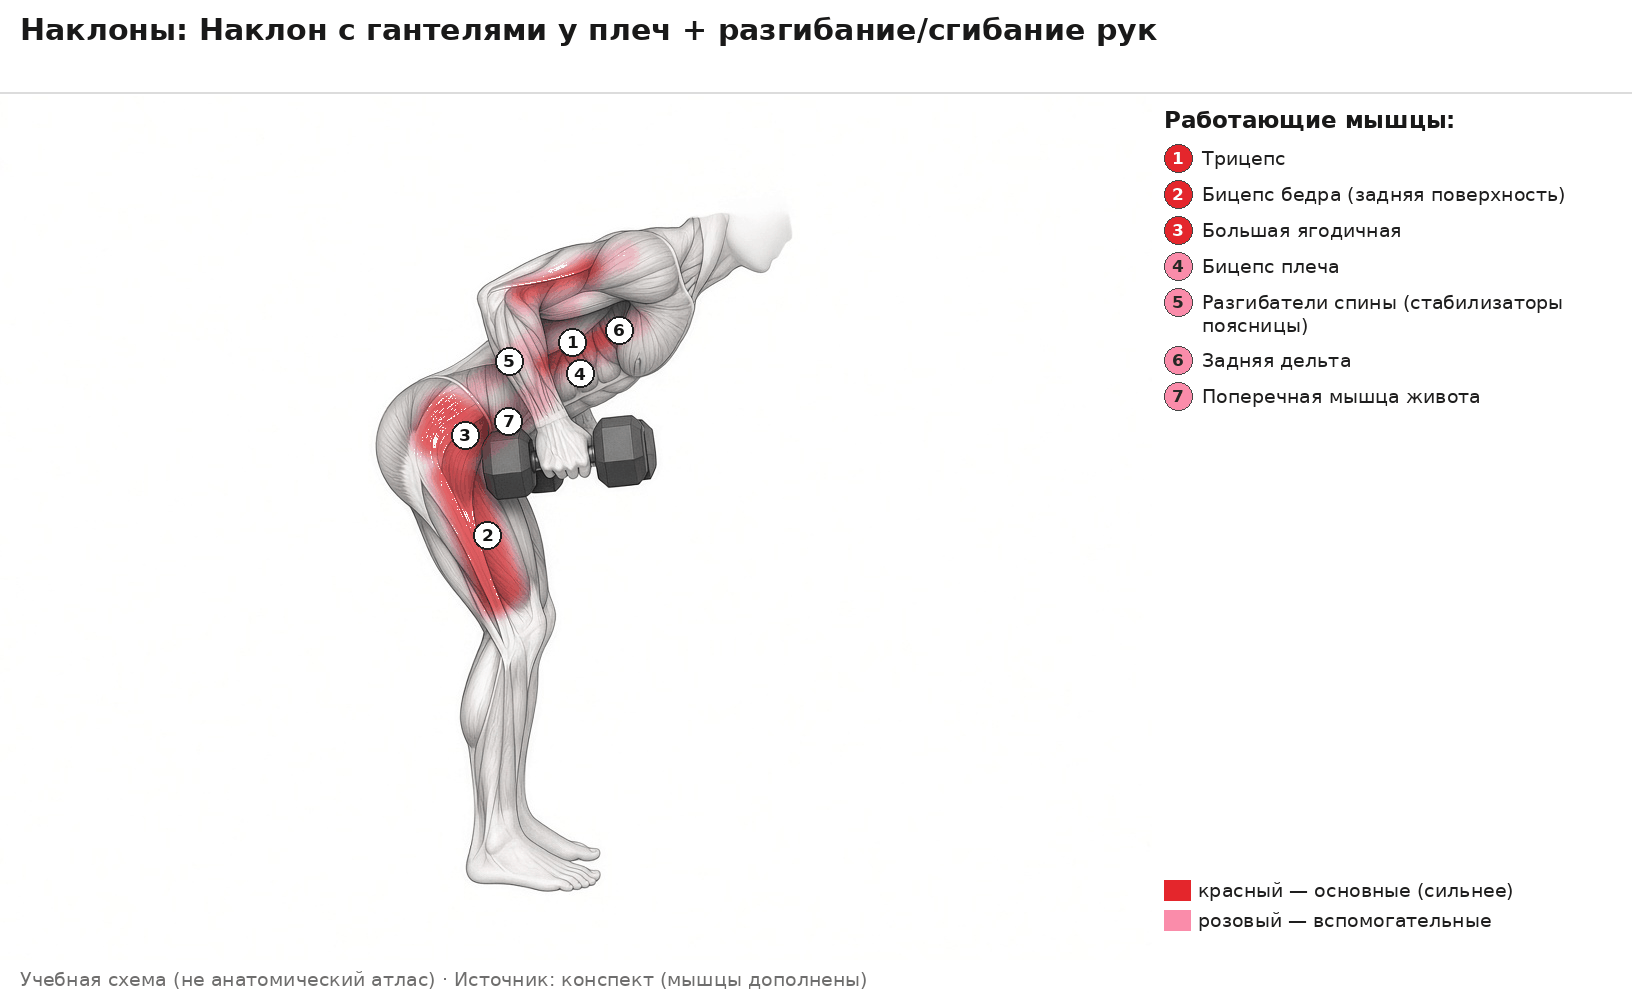 Наклоны: Наклон с гантелями у плеч + разгибание/сгибание рук
Работающие мышцы:
1 Трицепс
2 Бицепс бедра (задняя поверхность)
3 Большая ягодичная
4 Бицепс плеча
5 Разгибатели спины (стабилизаторы
поясницы)
6 Задняя дельта
7 Поперечная мышца живота
6
1
5
4
7
3
2
красный — основные (сильнее)
розовый — вспомогательные
Учебная схема (не анатомический атлас) · Источник: конспект (мышцы дополнены)